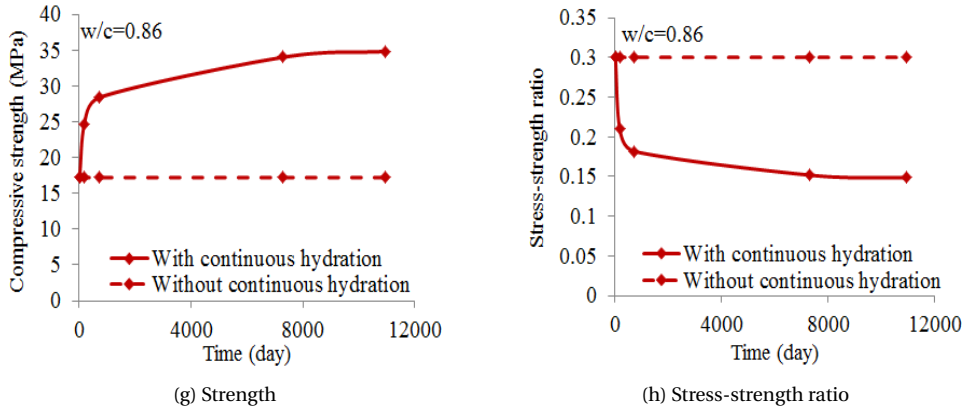 w/c=0.86
Compressive strength (MPa)
40
35
30
25
20
15
10
5
0
With continuous hydration
Without continuous hydration
0 4000 8000 12000
Time (day)
(g) Strength
w/c=0.86
Stress-strength ratio
0.35
0.3
0.25
0.2
0.15
0.1
0.05
0
With continuous hydration
Without continuous hydration
0 4000 8000 12000
Time (day)
(h) Stress-strength ratio